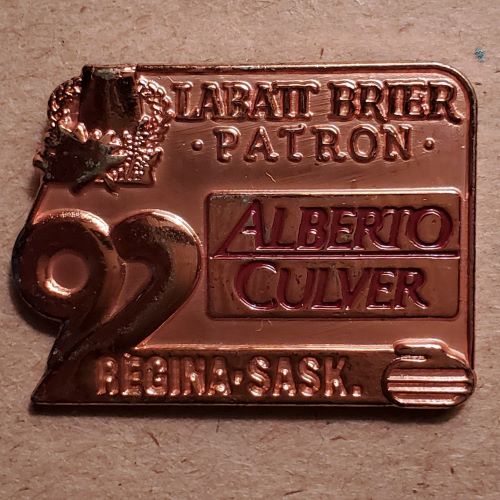 LABATT BRIER
· PATRON ·
ALBERTO
CULVER
92
REGINA · SASK.